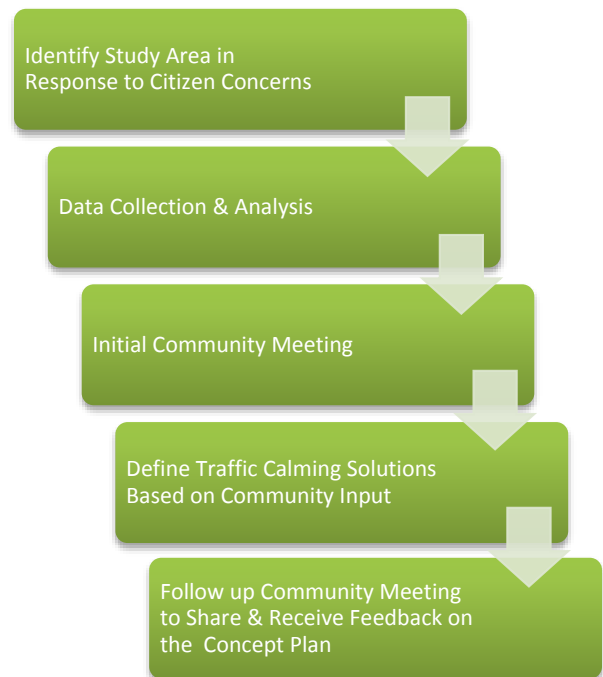 Identify Study Area in
Response to Citizen Concerns
Data Collection & Analysis
Initial Community Meeting
Define Traffic Calming Solutions
Based on Community Input
Follow up Community Meeting
to Share & Receive Feedback on
the Concept Plan